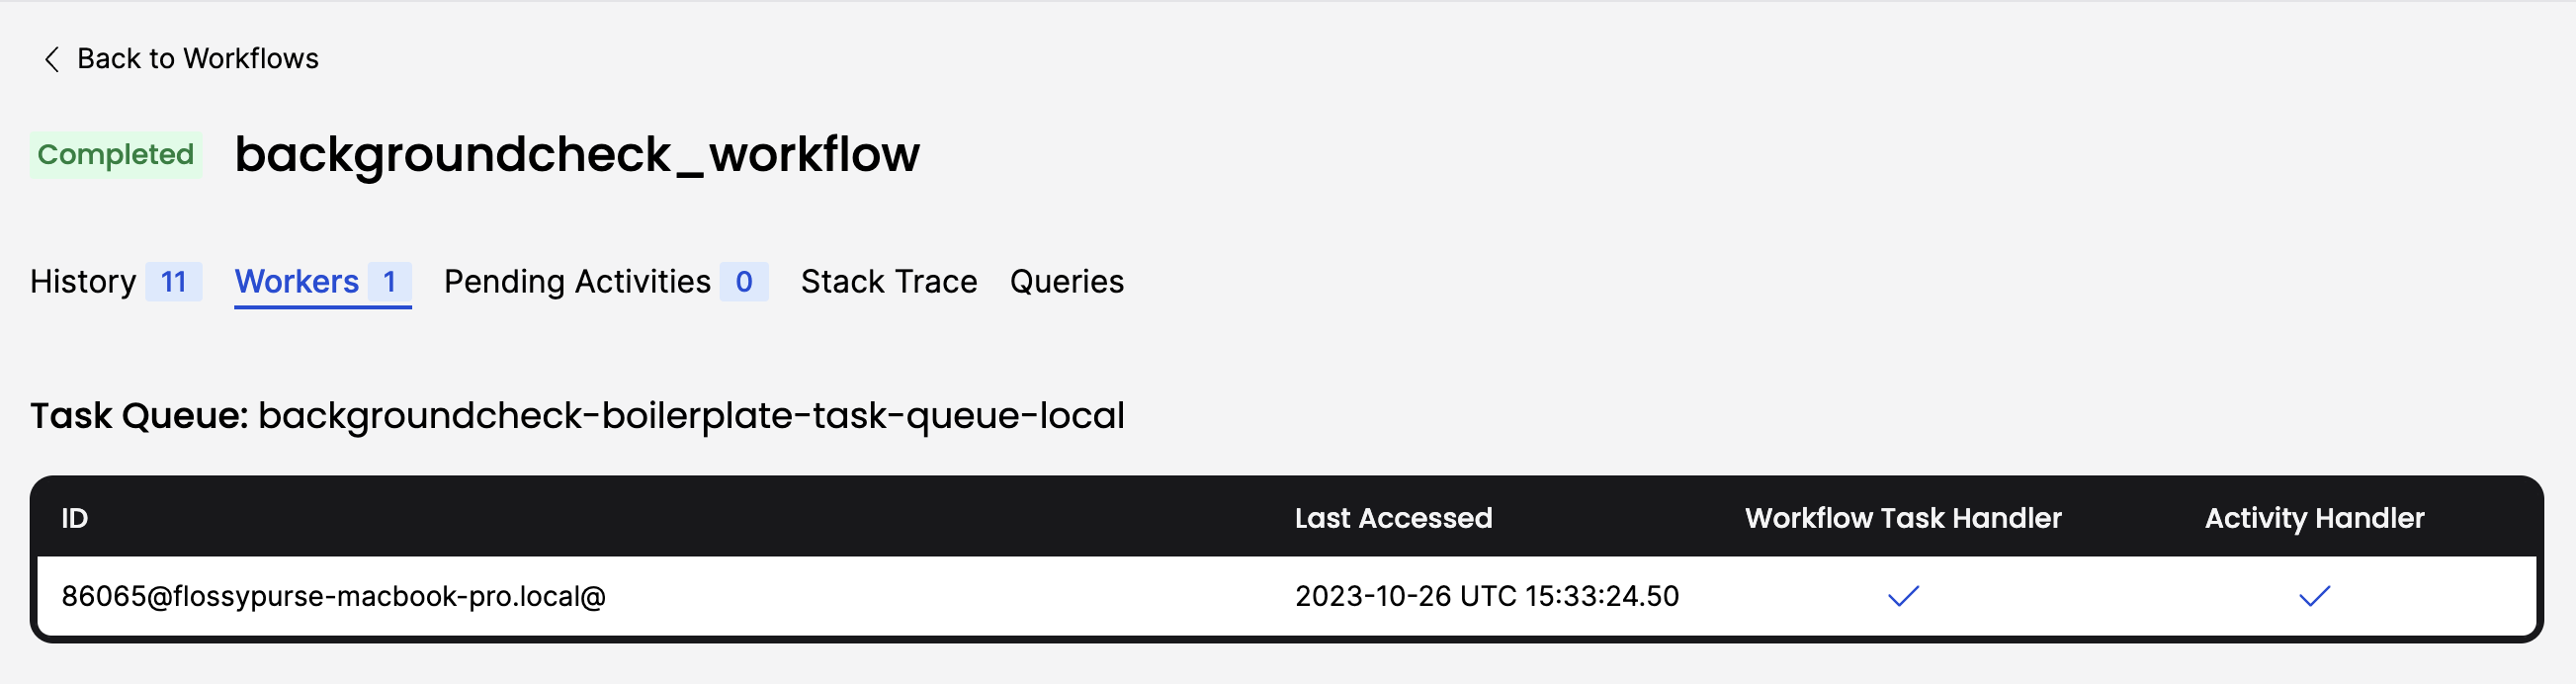 Back to Workflows
Completed backgroundcheck_workflow
History 11 Workers 1 Pending Activities 0 Stack Trace Queries
Task Queue: backgroundcheck-boilerplate-task-queue-local
ID Last Accessed Workflow Task Handler Activity Handler
86065@flossypurse-macbook-pro.local@ 2023-10-26 UTC 15:33:24.50